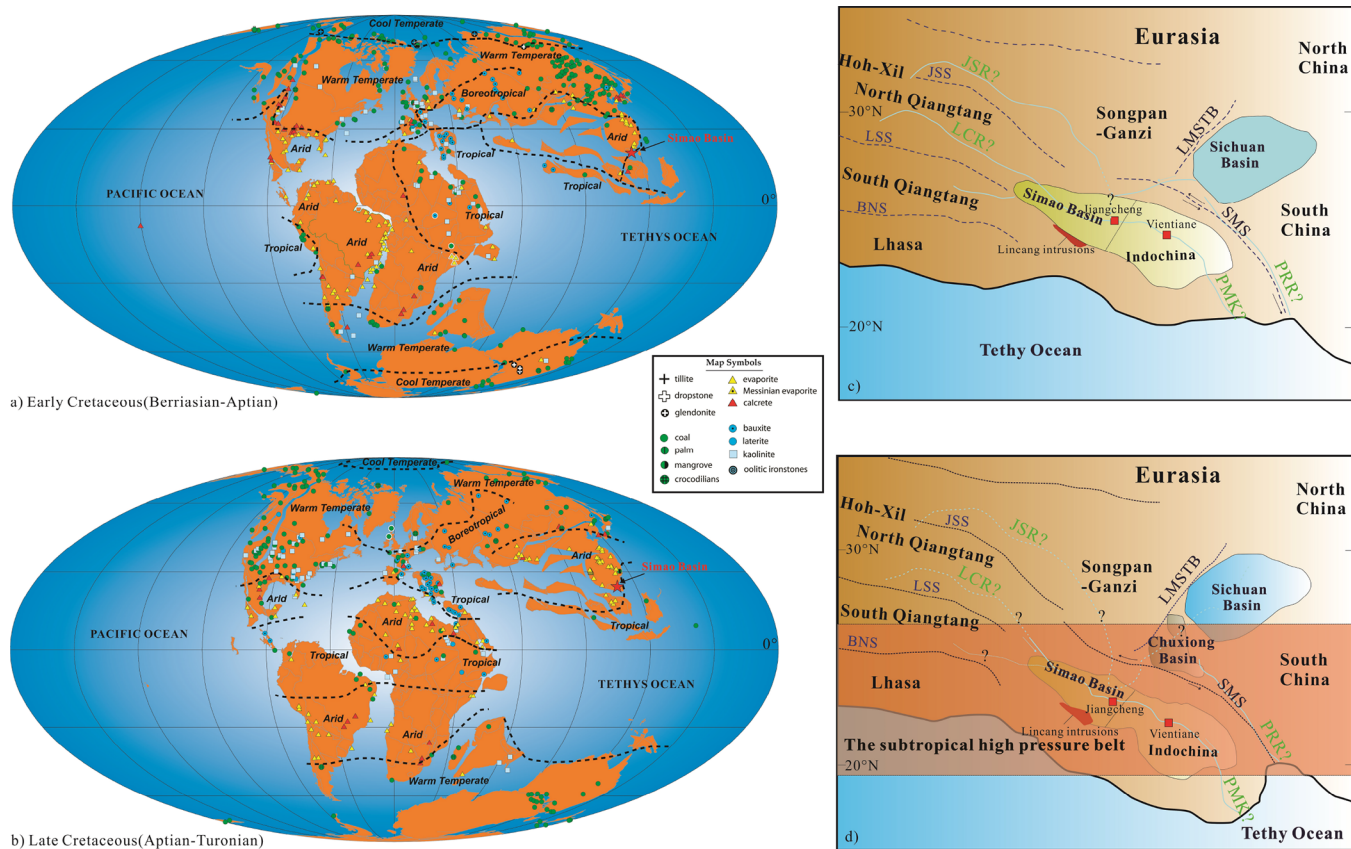 Cool Temperate
Warm Temperate
Warm Temperate
Boreotropical
Arid
Simao Basin
Arid
Tropical
Tropical
PACIFIC OCEAN
0°
Arid
Tropical
Tropical
TETHYS OCEAN
Arid
Arid
Warm Temperate
Cool Temperate
a) Early Cretaceous(Berriasian-Aptian)
Map Symbols
tillite
dropstone
glendonite
coal
palm
mangrove
crocodilians
evaporite
Messinian evaporite
calcrete
bauxite
laterite
kaolinite
oolitic ironstones
Cool Temperate
Warm Temperate
Warm Temperate
Boreotropical
Arid
Simao Basin
Arid
Tropical
Tropical
PACIFIC OCEAN
0°
Arid
Tropical
Tropical
TETHYS OCEAN
Arid
Arid
Warm Temperate
b) Late Cretaceous(Aptian-Turonian)
Eurasia
North
China
Hoh-Xil
JSS
JSR?
North Qiangtang
30°N
Songpan
-Ganzi
LMSTB
LCR?
LSS
Sichuan
Basin
South Qiangtang
?
Simao Basin
Jiangcheng
SMS
South
China
BNS
Vientiane
Lhasa
Lincang intrusions
Indochina
PMK?
PRR?
20°N
Tethy Ocean
c)
Eurasia
North
China
Hoh-Xil
JSS
JSR?
North Qiangtang
30°N
Songpan
-Ganzi
LMSTB
LSS
LCR?
Sichuan
Basin
South Qiangtang
?
?
?
Chuxiong
Basin
BNS
?
South
China
Simao Basin
SMS
Lhasa
Jiangcheng
Lincang intrusions
Vientiane
The subtropical high pressure belt
Indochina
PRR?
20°N
PMK?
Tethy Ocean
d)